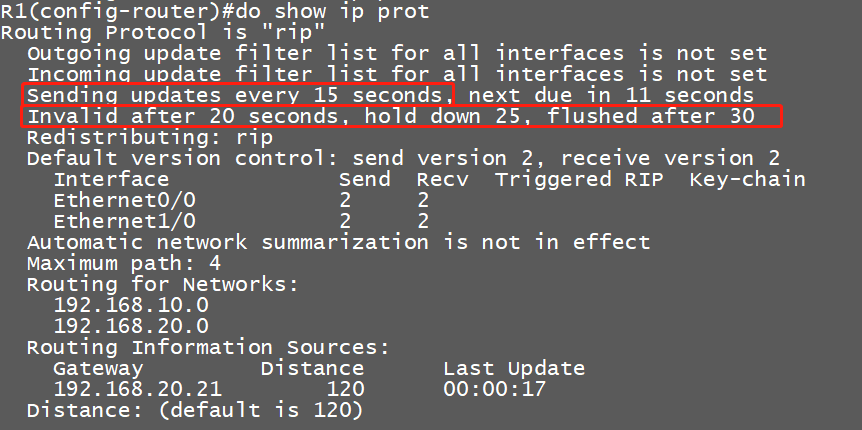 R1(config-router)#do show ip prot
Routing Protocol is "rip"
  Outgoing update filter list for all interfaces is not set
  Incoming update filter list for all interfaces is not set
  Sending updates every 15 seconds, next due in 11 seconds
  Invalid after 20 seconds, hold down 25, flushed after 30
  Redistributing: rip
  Default version control: send version 2, receive version 2
    Interface             Send  Recv  Triggered RIP  Key-chain
    Ethernet0/0           2     2
    Ethernet1/0           2     2
  Automatic network summarization is not in effect
  Maximum path: 4
  Routing for Networks:
    192.168.10.0
    192.168.20.0
  Routing Information Sources:
    Gateway         Distance      Last Update
    192.168.20.21        120      00:00:17
  Distance: (default is 120)